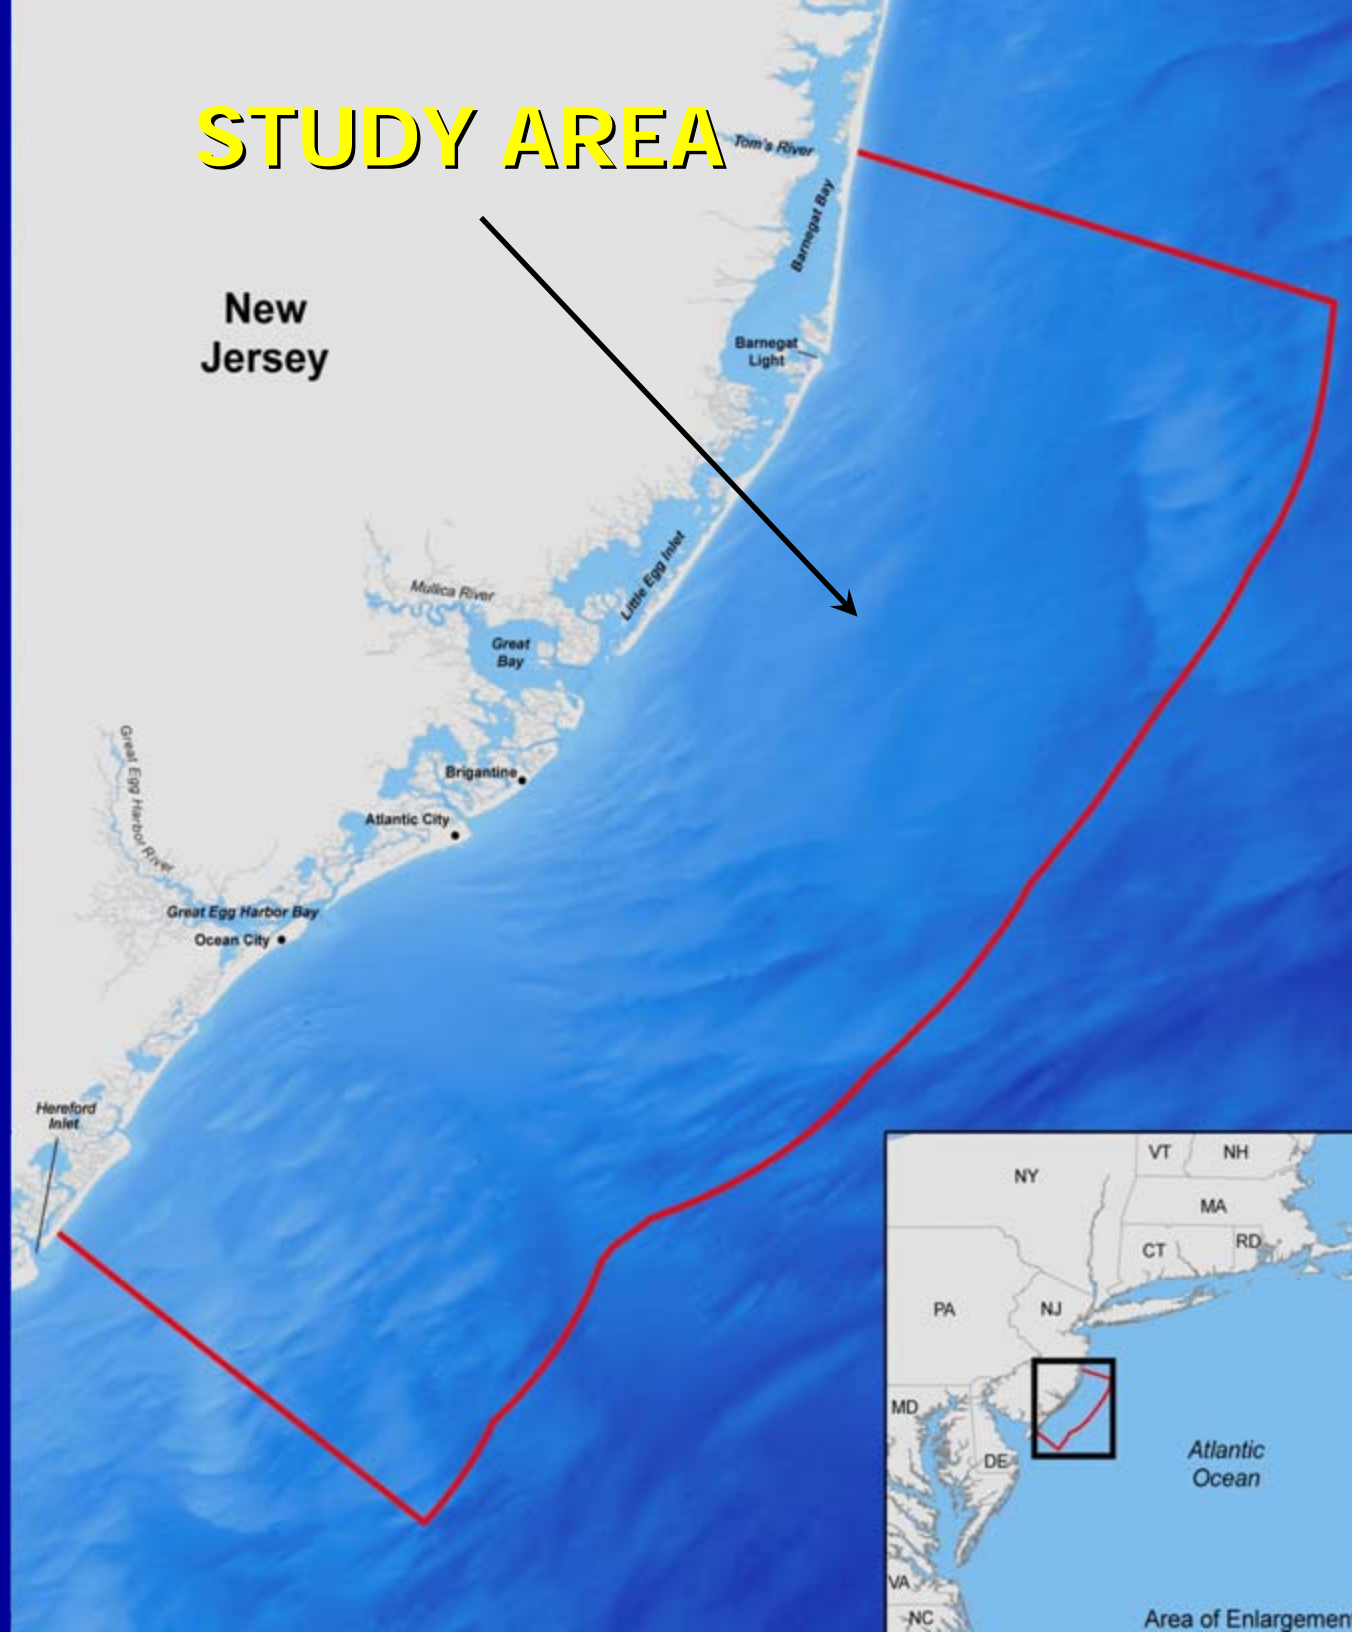 STUDY AREA
Tom's River
Barnegat Bay
New
Jersey
Barnegat
Light
Little Egg Inlet
Mullica River
Great
Bay
Great Egg Harbor River
Brigantine
Atlantic City
Great Egg Harbor Bay
Ocean City
Hereford
Inlet
VT
NH
NY
MA
CT
RD
PA
NJ
MD
DE
Atlantic
Ocean
VA
NC
Area of Enlargement